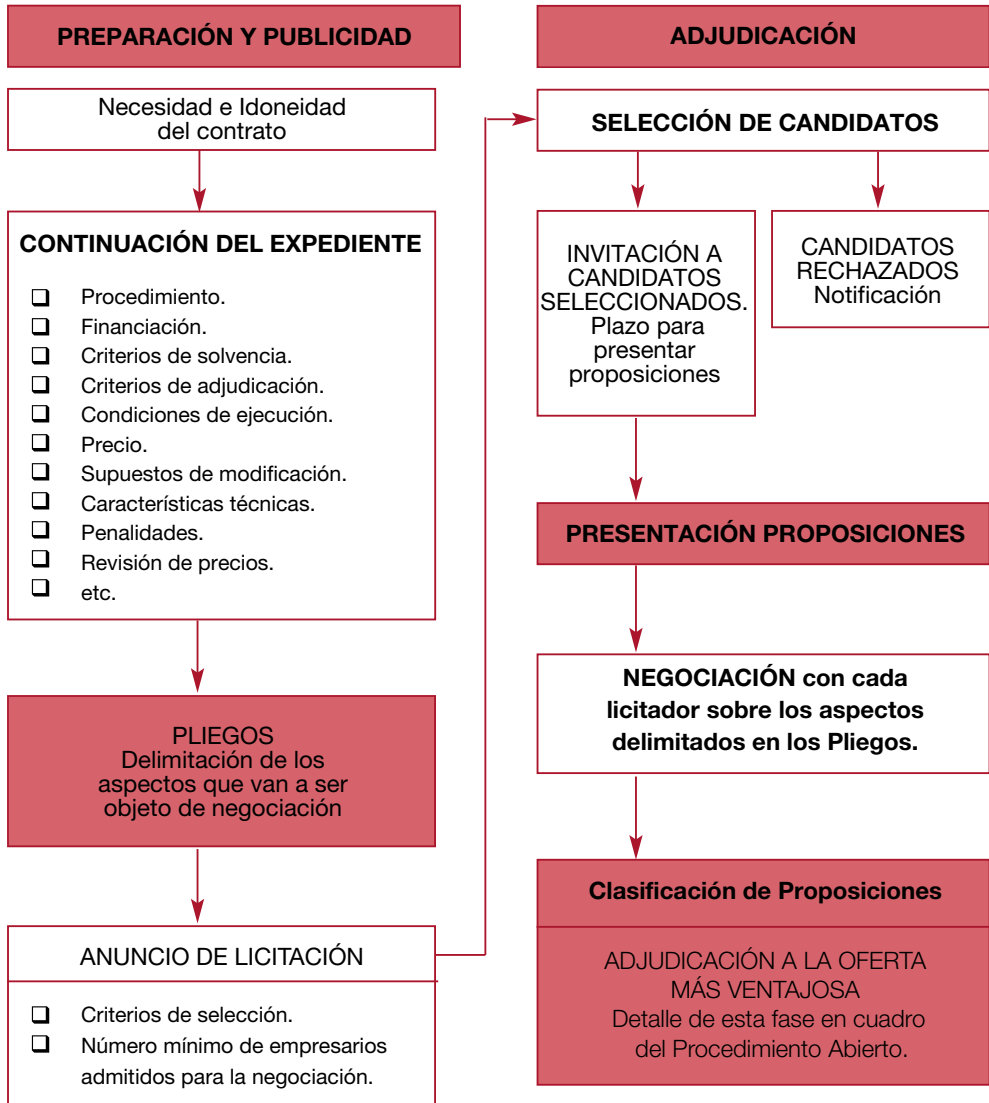 PREPARACIÓN Y PUBLICIDAD
Necesidad e Idoneidad
del contrato
CONTINUACIÓN DEL EXPEDIENTE
Procedimiento.
Financiación.
Criterios de solvencia.
Criterios de adjudicación.
Condiciones de ejecución.
Precio.
Supuestos de modificación.
Características técnicas.
Penalidades.
Revisión de precios.
etc.
PLIEGOS
Delimitación de los
aspectos que van a ser
objeto de negociación
ANUNCIO DE LICITACIÓN
Criterios de selección.
Número mínimo de empresarios
admitidos para la negociación.
ADJUDICACIÓN
SELECCIÓN DE CANDIDATOS
INVITACIÓN A
CANDIDATOS
SELECCIONADOS.
Plazo para
presentar
proposiciones
CANDIDATOS
RECHAZADOS
Notificación
PRESENTACIÓN PROPOSICIONES
NEGOCIACIÓN con cada
licitador sobre los aspectos
delimitados en los Pliegos.
Clasificación de Proposiciones
ADJUDICACIÓN A LA OFERTA
MÁS VENTAJOSA
Detalle de esta fase en cuadro
del Procedimiento Abierto.